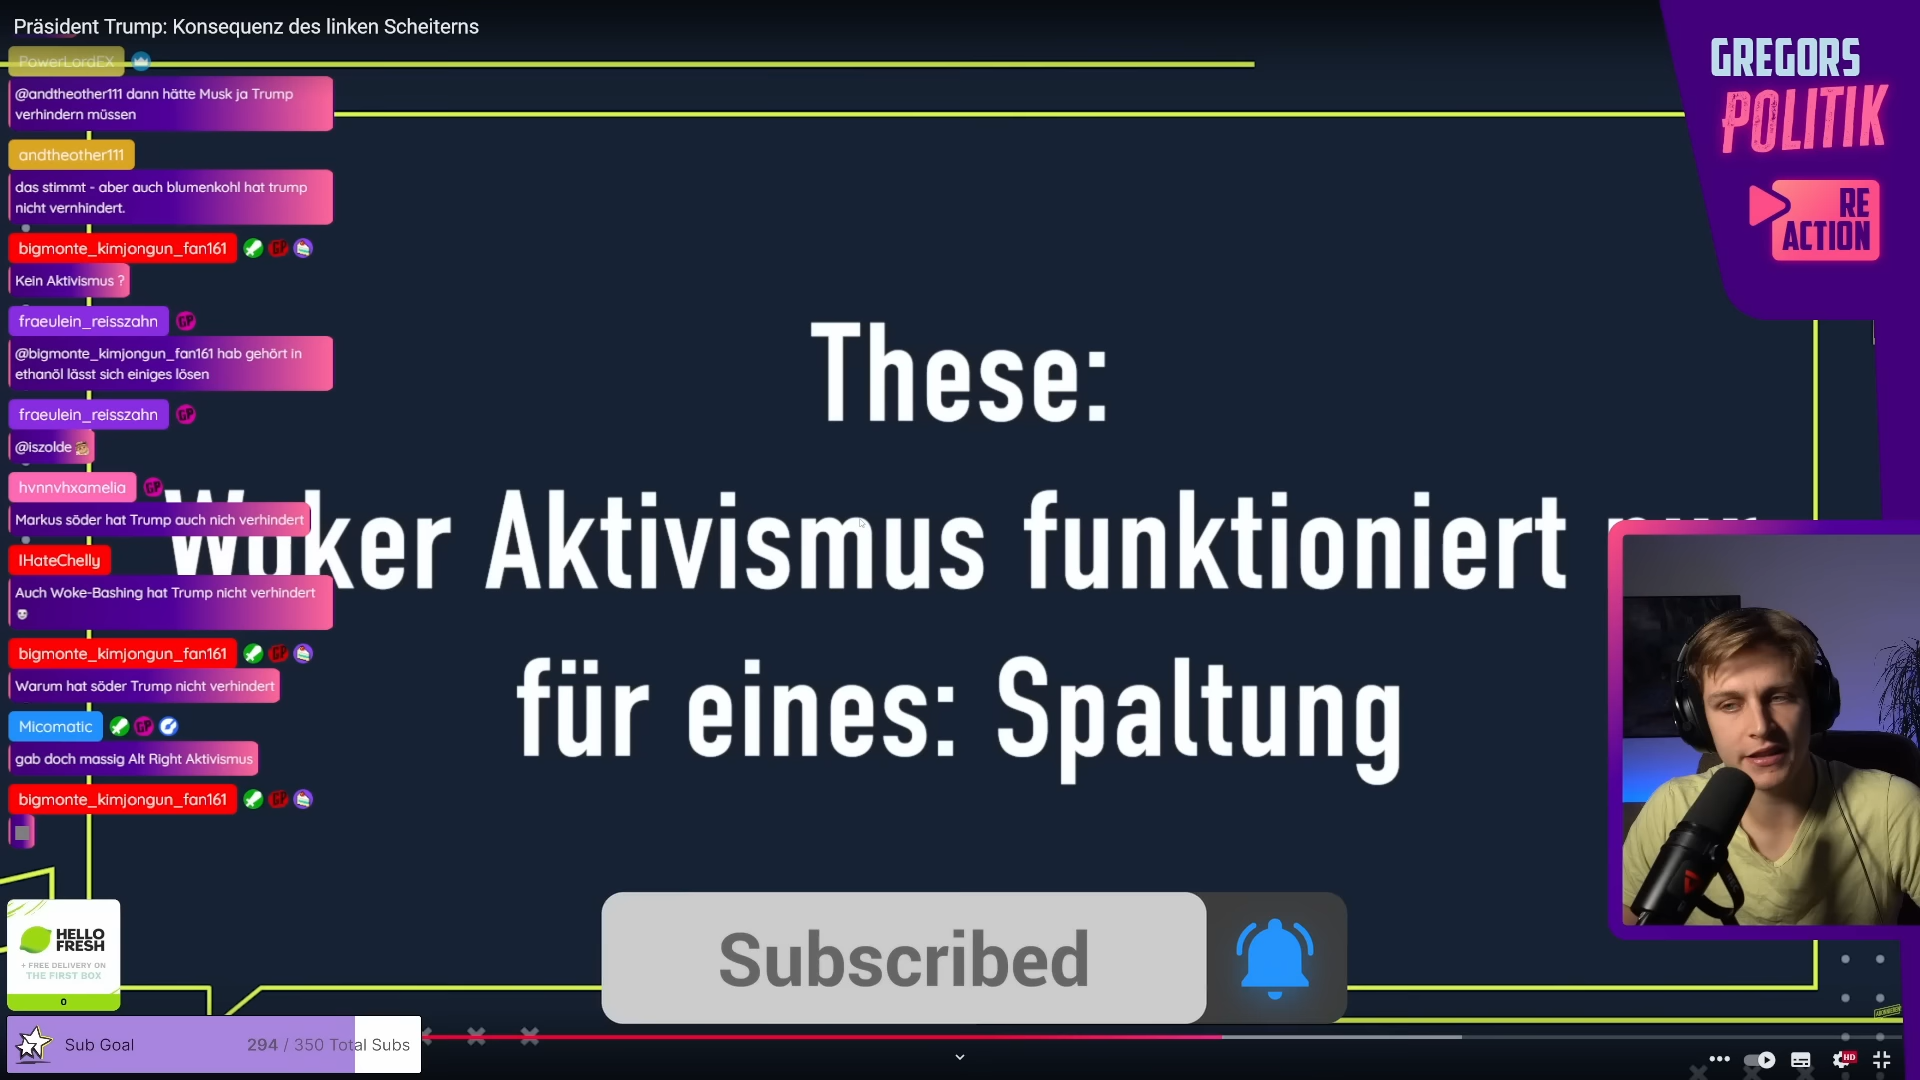 Präsident Trump: Konsequenz des linken Scheiterns
PowerLordEX
@andtheother111 dann hätte Musk ja Trump
verhindern müssen
andtheother111
das stimmt - aber auch blumenkohl hat trump
nicht vernhindert.
bigmonte_kimjongun_fan161
Kein Aktivismus ?
fraeulein_reisszahn
@bigmonte_kimjongun_fan161 hab gehört in
ethanöl lässt sich einiges lösen
fraeulein_reisszahn
@iszolde
hvnnvhxamelia
Markus söder hat Trump auch nich verhindert
IHateChelly
Auch Woke-Bashing hat Trump nicht verhindert
bigmonte_kimjongun_fan161
Warum hat söder Trump nicht verhindert
Micomatic
gab doch massig Alt Right Aktivismus
bigmonte_kimjongun_fan161
These:
Woker Aktivismus funktioniert
für eines: Spaltung
GREGORS
POLITIK
RE
ACTION
HELLO
FRESH
+ FREE DELIVERY ON
THE FIRST BOX
0
Subscribed
Sub Goal
294 / 350 Total Subs
HD